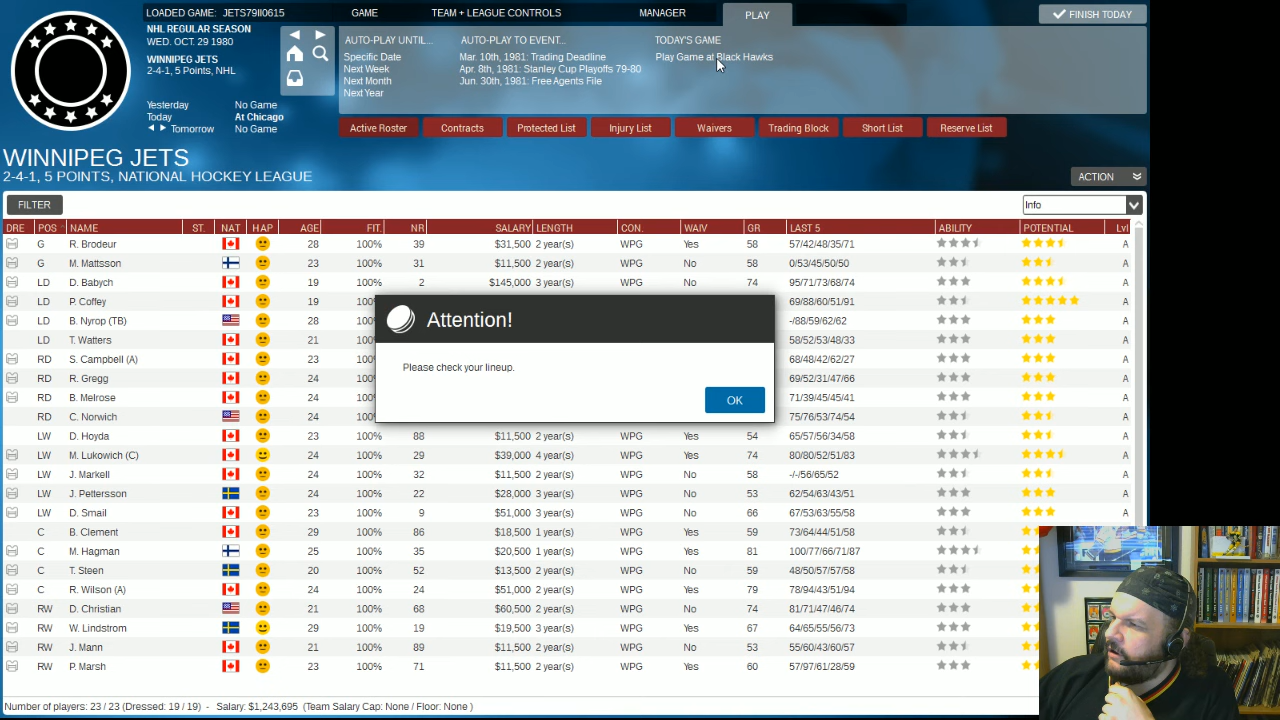 LOADED GAME: JETS79II0615 GAME TEAM + LEAGUE CONTROLS MANAGER PLAY FINISH TODAY
NHL REGULAR SEASON
WED. OCT. 29 1980
WINNIPEG JETS
2-4-1, 5 Points, NHL
Yesterday No Game
Today At Chicago
Tomorrow No Game
AUTO-PLAY UNTIL... AUTO-PLAY TO EVENT... TODAY'S GAME
Specific Date Mar. 10th, 1981: Trading Deadline Play Game at Black Hawks
Next Week Apr. 8th, 1981: Stanley Cup Playoffs 79-80
Next Month Jun. 30th, 1981: Free Agents File
Next Year
Active Roster Contracts Protected List Injury List Waivers Trading Block Short List Reserve List
WINNIPEG JETS
2-4-1, 5 POINTS, NATIONAL HOCKEY LEAGUE
ACTION
FILTER Info
DRE POS NAME ST. NAT HAP AGE FIT. NR SALARY LENGTH CON. WAIV GR LAST 5 ABILITY POTENTIAL Lvl
G R. Brodeur 28 100% 39 $31,500 2 year(s) WPG Yes 58 57/42/48/35/71 A
G M. Mattsson 23 100% 31 $11,500 2 year(s) WPG No 58 0/53/45/50/50 A
LD D. Babych 19 100% 2 $145,000 3 year(s) WPG No 74 95/71/73/68/74 A
LD P. Coffey 19 100 69/88/60/51/91 A
LD B. Nyrop (TB) 28 100 -/88/59/62/62 A
LD T. Watters 21 100 58/52/53/48/33 A
RD S. Campbell (A) 23 100 68/48/42/62/27 A
RD R. Gregg 24 100 69/52/31/47/66 A
RD B. Melrose 24 100 71/39/45/45/41 A
RD C. Norwich 24 100 75/76/53/74/54 A
Attention!
Please check your lineup.
OK
LW D. Hoyda 23 100% 88 $11,500 2 year(s) WPG Yes 54 65/57/56/34/58 A
LW M. Lukowich (C) 24 100% 29 $39,000 4 year(s) WPG Yes 74 80/80/52/51/83 A
LW J. Markell 24 100% 32 $11,500 2 year(s) WPG No 58 -/-/56/65/52 A
LW J. Pettersson 24 100% 22 $28,000 3 year(s) WPG Yes 53 62/54/63/43/51 A
LW D. Smail 24 100% 9 $51,000 3 year(s) WPG No 66 67/53/63/55/58 A
C B. Clement 29 100% 86 $18,500 1 year(s) WPG Yes 59 73/64/44/51/58
C M. Hagman 25 100% 35 $20,500 1 year(s) WPG Yes 81 100/77/66/71/87
C T. Steen 20 100% 52 $13,500 2 year(s) WPG No 59 48/50/57/57/58
C R. Wilson (A) 24 100% 24 $51,000 2 year(s) WPG Yes 79 78/94/43/51/94
RW D. Christian 21 100% 68 $60,500 2 year(s) WPG No 74 81/71/47/46/74
RW W. Lindstrom 29 100% 19 $19,500 3 year(s) WPG Yes 67 64/65/55/56/73
RW J. Mann 21 100% 89 $11,500 2 year(s) WPG No 53 55/60/43/60/57
RW P. Marsh 23 100% 71 $11,500 2 year(s) WPG Yes 60 57/97/61/28/59
Number of players: 23 / 23 (Dressed: 19 / 19) - Salary: $1,243,695 (Team Salary Cap: None / Floor: None )